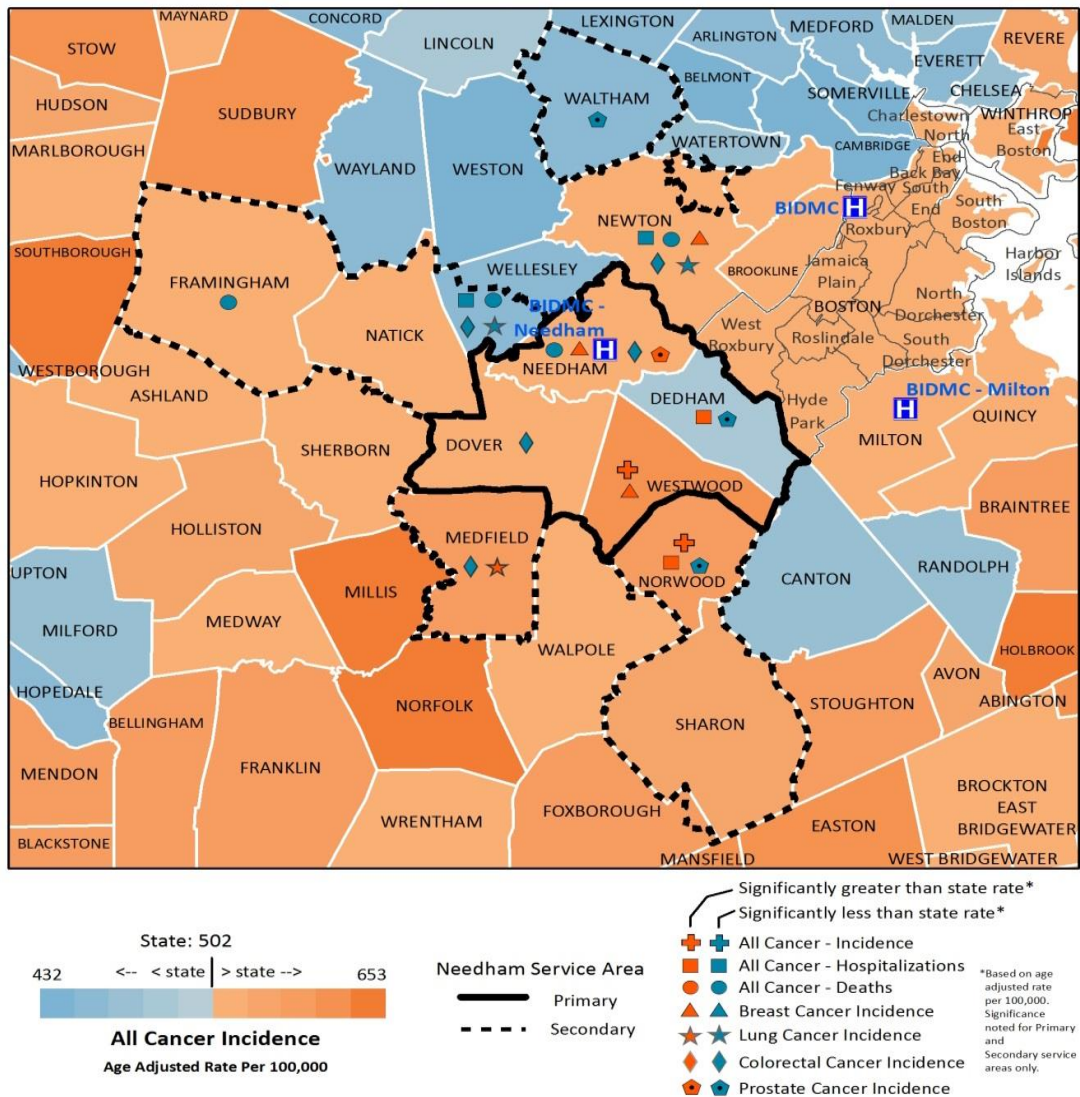 MAYNARD
CONCORD
LEXINGTON
MEDFORD
MALDEN
STOW
LINCOLN
ARLINGTON
REVERE
EVERETT
BELMONT
HUDSON
SUDBURY
WALTHAM
SOMERVILLE
CHELSEA
Charlestown
WINTHROP
MARLBOROUGH
WAYLAND
WESTON
WATERTOWN
CAMBRIDGE
North
End
East
Boston
Back Bay
Fenway
South
End
BIDMC
H
South
Boston
NEWTON
Roxbury
SOUTHBOROUGH
WELLESLEY
BROOKLINE
Jamaica
Plain
Harbor
Islands
FRAMINGHAM
BIDMC -
Needham
BOSTON
North
Dorchester
NATICK
West
Roxbury
Roslindale
South
Dorchester
H
NEEDHAM
WESTBOROUGH
ASHLAND
DEDHAM
Hyde
Park
BIDMC - Milton
H
QUINCY
MILTON
SHERBORN
DOVER
HOPKINTON
WESTWOOD
BRAINTREE
HOLLISTON
MEDFIELD
UPTON
NORWOOD
CANTON
RANDOLPH
MILLIS
MILFORD
MEDWAY
WALPOLE
HOLBROOK
HOPEDALE
NORFOLK
AVON
BELLINGHAM
STOUGHTON
ABINGTON
SHARON
MENDON
FRANKLIN
BROCKTON
FOXBOROUGH
EAST
BRIDGEWATER
WRENTHAM
EASTON
BLACKSTONE
MANSFIELD
WEST BRIDGEWATER
Significantly greater than state rate*
Significantly less than state rate*
All Cancer - Incidence
All Cancer - Hospitalizations
All Cancer - Deaths
Breast Cancer Incidence
Lung Cancer Incidence
Colorectal Cancer Incidence
Prostate Cancer Incidence
*Based on age
adjusted rate
per 100,000.
Significance
noted for Primary
and
Secondary service
areas only.
State: 502
432 <-- < state > state --> 653
All Cancer Incidence
Age Adjusted Rate Per 100,000
Needham Service Area
Primary
Secondary